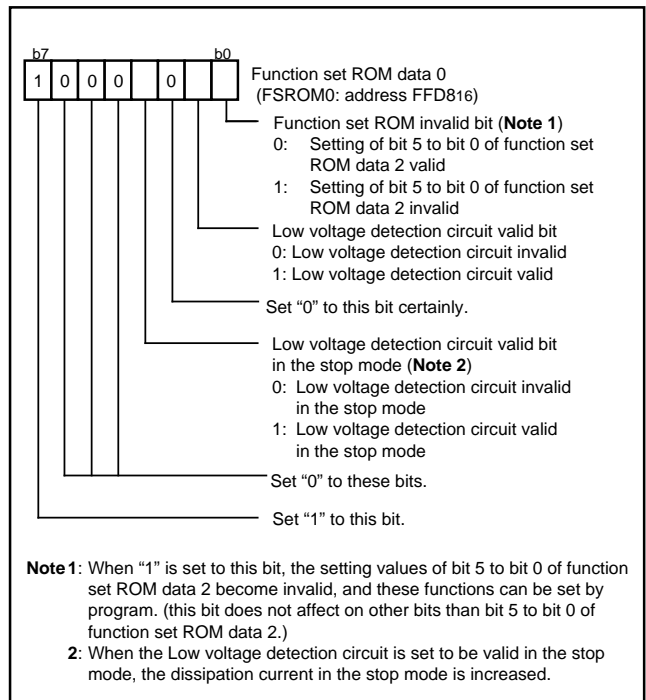 b7 b0
1 0 0 0 0
Function set ROM data 0
(FSROM0: address FFD816)
Function set ROM invalid bit (Note 1)
0: Setting of bit 5 to bit 0 of function set
ROM data 2 valid
1: Setting of bit 5 to bit 0 of function set
ROM data 2 invalid
Low voltage detection circuit valid bit
0: Low voltage detection circuit invalid
1: Low voltage detection circuit valid
Set “0” to this bit certainly.
Low voltage detection circuit valid bit
in the stop mode (Note 2)
0: Low voltage detection circuit invalid
in the stop mode
1: Low voltage detection circuit valid
in the stop mode
Set “0” to these bits.
Set “1” to this bit.
Note 1: When “1” is set to this bit, the setting values of bit 5 to bit 0 of function
set ROM data 2 become invalid, and these functions can be set by
program. (this bit does not affect on other bits than bit 5 to bit 0 of
function set ROM data 2.)
2: When the Low voltage detection circuit is set to be valid in the stop
mode, the dissipation current in the stop mode is increased.